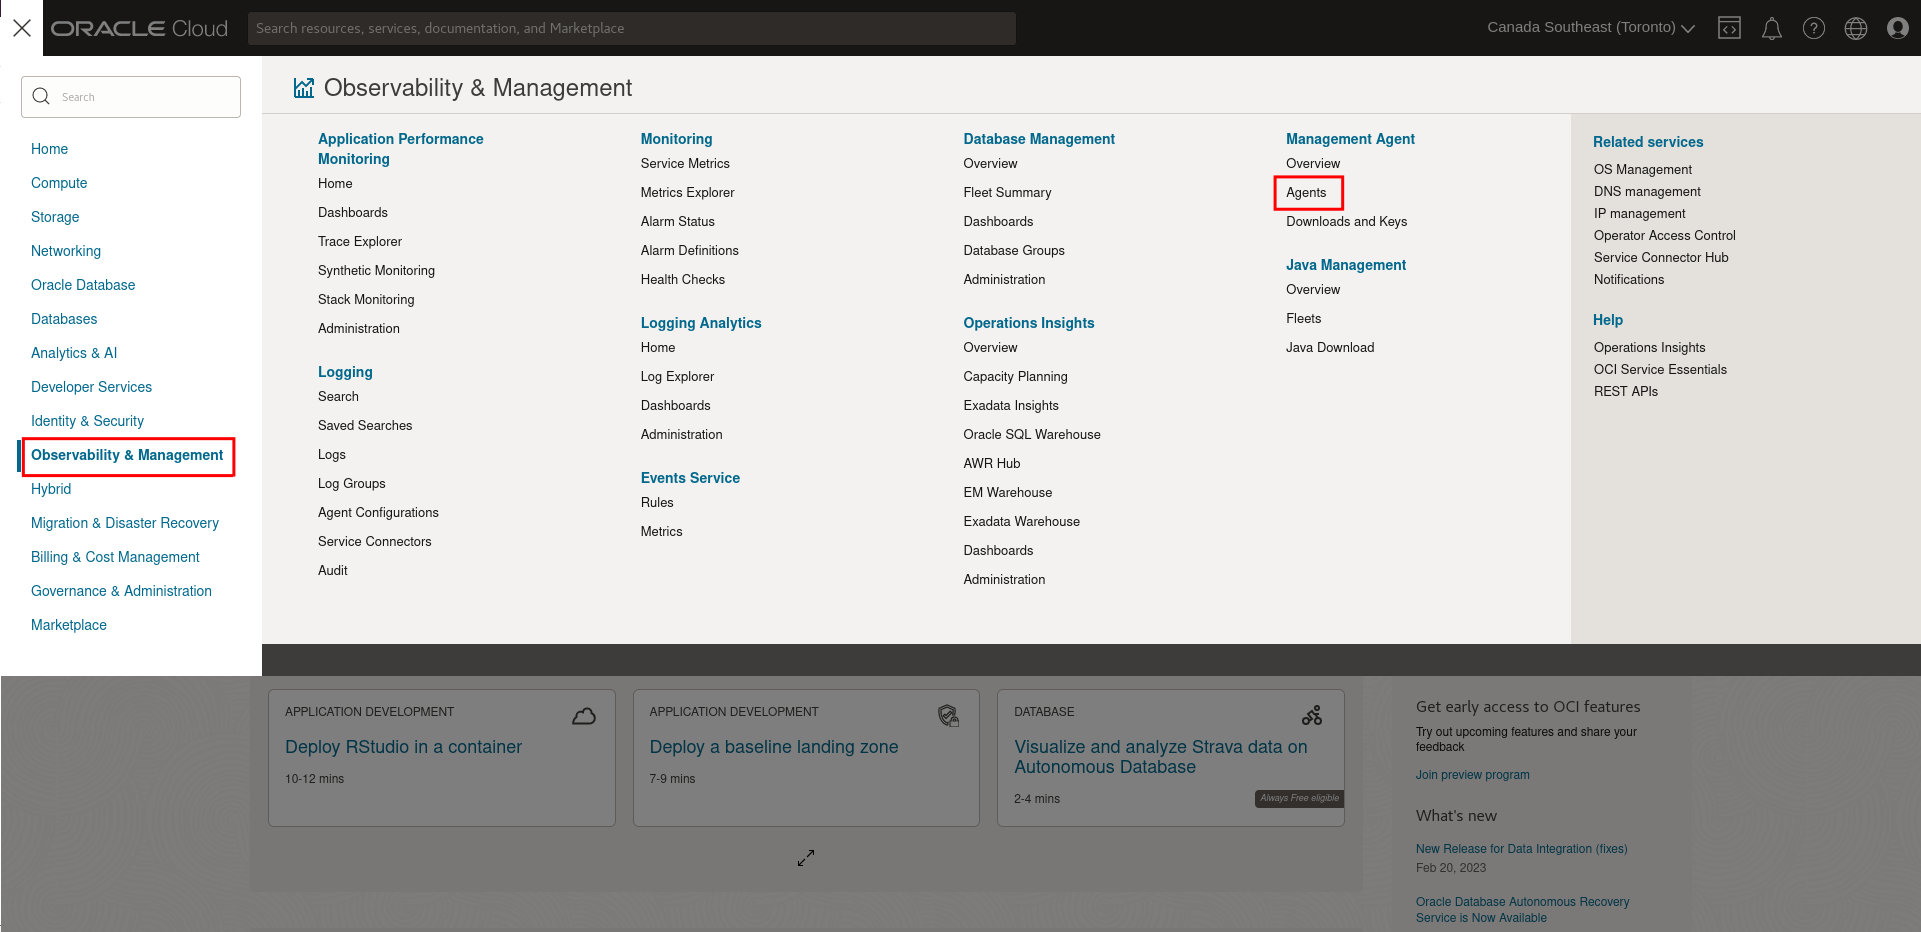 ORACLE Cloud
Search resources, services, documentation, and Marketplace
Canada Southeast (Toronto)
Search
Home
Compute
Storage
Networking
Oracle Database
Databases
Analytics & AI
Developer Services
Identity & Security
Observability & Management
Hybrid
Migration & Disaster Recovery
Billing & Cost Management
Governance & Administration
Marketplace
Observability & Management
Application Performance
Monitoring
Home
Dashboards
Trace Explorer
Synthetic Monitoring
Stack Monitoring
Administration
Logging
Search
Saved Searches
Logs
Log Groups
Agent Configurations
Service Connectors
Audit
Monitoring
Service Metrics
Metrics Explorer
Alarm Status
Alarm Definitions
Health Checks
Logging Analytics
Home
Log Explorer
Dashboards
Administration
Events Service
Rules
Metrics
Database Management
Overview
Fleet Summary
Dashboards
Database Groups
Administration
Operations Insights
Overview
Capacity Planning
Exadata Insights
Oracle SQL Warehouse
AWR Hub
EM Warehouse
Exadata Warehouse
Dashboards
Administration
Management Agent
Overview
Agents
Downloads and Keys
Java Management
Overview
Fleets
Java Download
Related services
OS Management
DNS management
IP management
Operator Access Control
Service Connector Hub
Notifications
Help
Operations Insights
OCI Service Essentials
REST APIs
APPLICATION DEVELOPMENT
Deploy RStudio in a container
10-12 mins
APPLICATION DEVELOPMENT
Deploy a baseline landing zone
7-9 mins
DATABASE
Visualize and analyze Strava data on
Autonomous Database
2-4 mins
Always Free eligible
Get early access to OCI features
Try out upcoming features and share your
feedback
Join preview program
What's new
New Release for Data Integration (fixes)
Feb 20, 2023
Oracle Database Autonomous Recovery
Service is Now Available